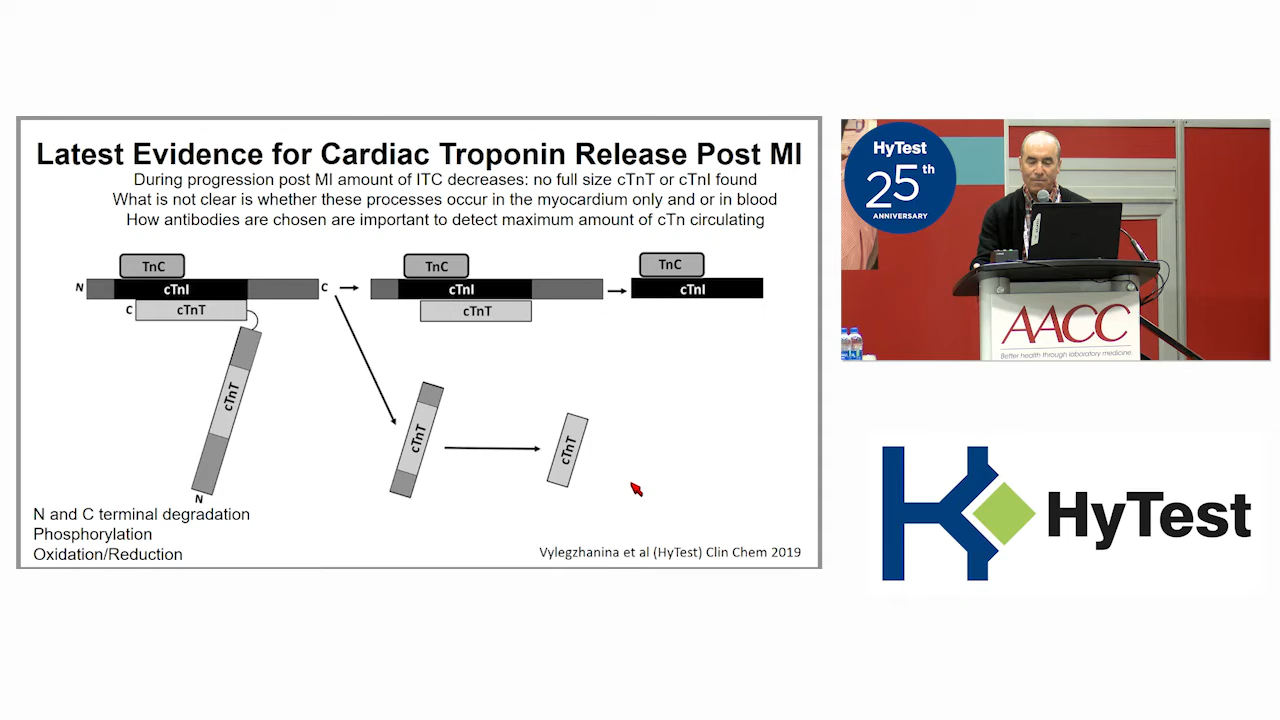 Latest Evidence for Cardiac Troponin Release Post MI
During progression post MI amount of ITC decreases: no full size cTnT or cTnI found
What is not clear is whether these processes occur in the myocardium only and or in blood
How antibodies are chosen are important to detect maximum amount of cTn circulating
TnC
TnC
TnC
N
cTnI
C
cTnI
cTnI
C
cTnT
cTnT
cTnT
cTnT
cTnT
N
N and C terminal degradation
Phosphorylation
Oxidation/Reduction
Vylegzhanina et al (HyTest) Clin Chem 2019
HyTest
25th
ANNIVERSARY
AACC
Better health through laboratory medicine.
HyTest